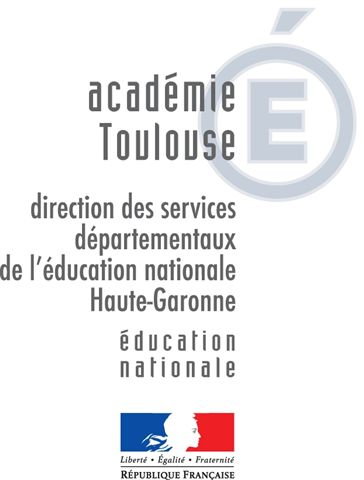 académie
Toulouse
É
direction des services
départementaux
de l'éducation nationale
Haute-Garonne
éducation
nationale
Liberté • Égalité • Fraternité
RÉPUBLIQUE FRANÇAISE